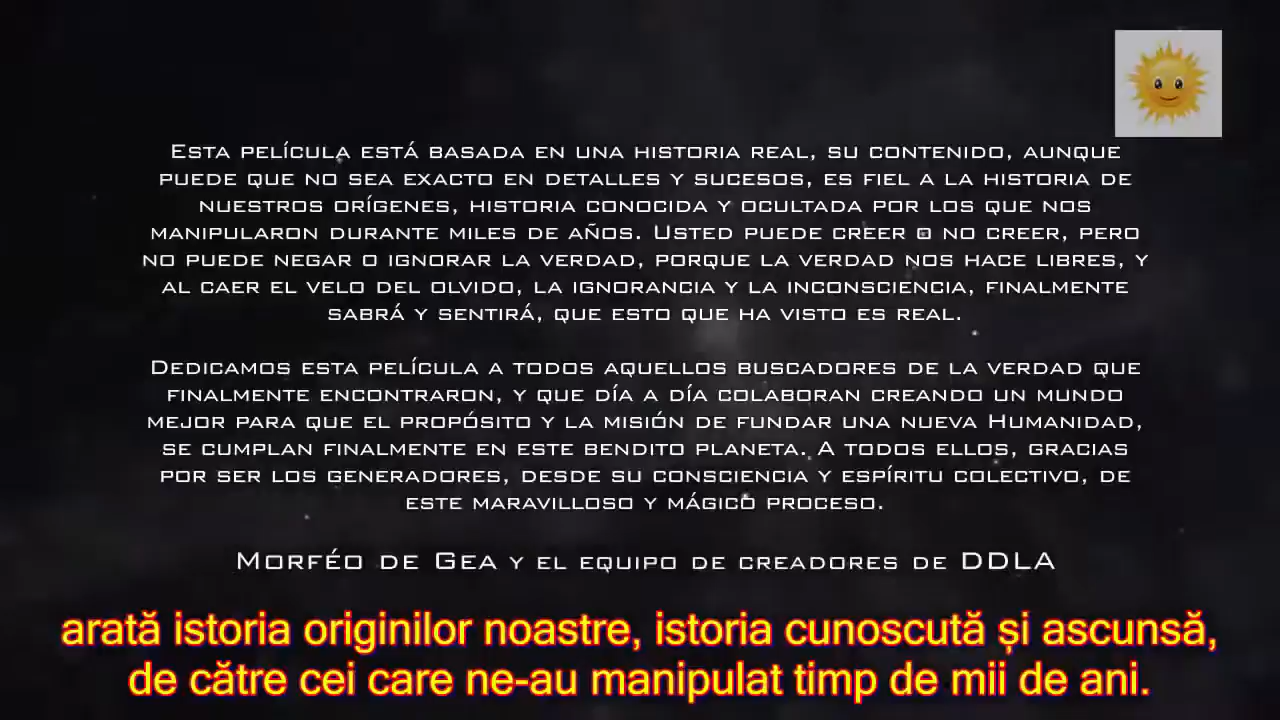 Esta película está basada en una historia real, su contenido, aunque
puede que no sea exacto en detalles y sucesos, es fiel a la historia de
nuestros orígenes, historia conocida y ocultada por los que nos
manipularon durante miles de años. Usted puede creer o no creer, pero
no puede negar o ignorar la verdad, porque la verdad nos hace libres, y
al caer el velo del olvido, la ignorancia y la inconsciencia, finalmente
sabrá y sentirá, que esto que ha visto es real.
Dedicamos esta película a todos aquellos buscadores de la verdad que
finalmente encontraron, y que día a día colaboran creando un mundo
mejor para que el propósito y la misión de fundar una nueva Humanidad,
se cumplan finalmente en este bendito planeta. A todos ellos, gracias
por ser los generadores, desde su consciencia y espíritu colectivo, de
este maravilloso y mágico proceso.
Morféo de Gea y el equipo de creadores de DDLA
arată istoria originilor noastre, istoria cunoscută și ascunsă,
de către cei care ne-au manipulat timp de mii de ani.